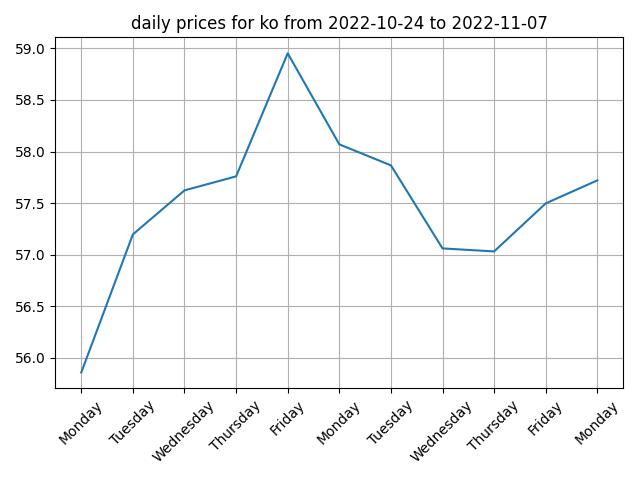 daily prices for ko from 2022-10-24 to 2022-11-07
59.0
58.5
58.0
57.5
57.0
56.5
56.0
Monday
Tuesday
Wednesday
Thursday
Friday
Monday
Tuesday
Wednesday
Thursday
Friday
Monday